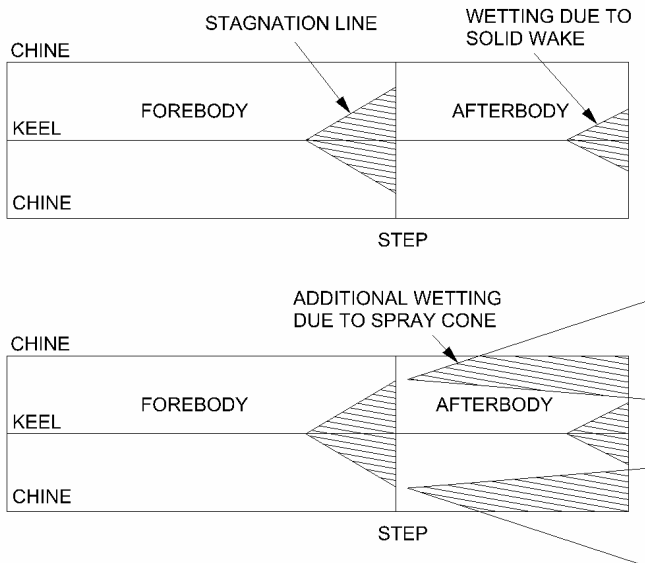 STAGNATION LINE
WETTING DUE TO
SOLID WAKE
CHINE
FOREBODY
AFTERBODY
KEEL
CHINE
STEP
ADDITIONAL WETTING
DUE TO SPRAY CONE
CHINE
FOREBODY
AFTERBODY
KEEL
CHINE
STEP